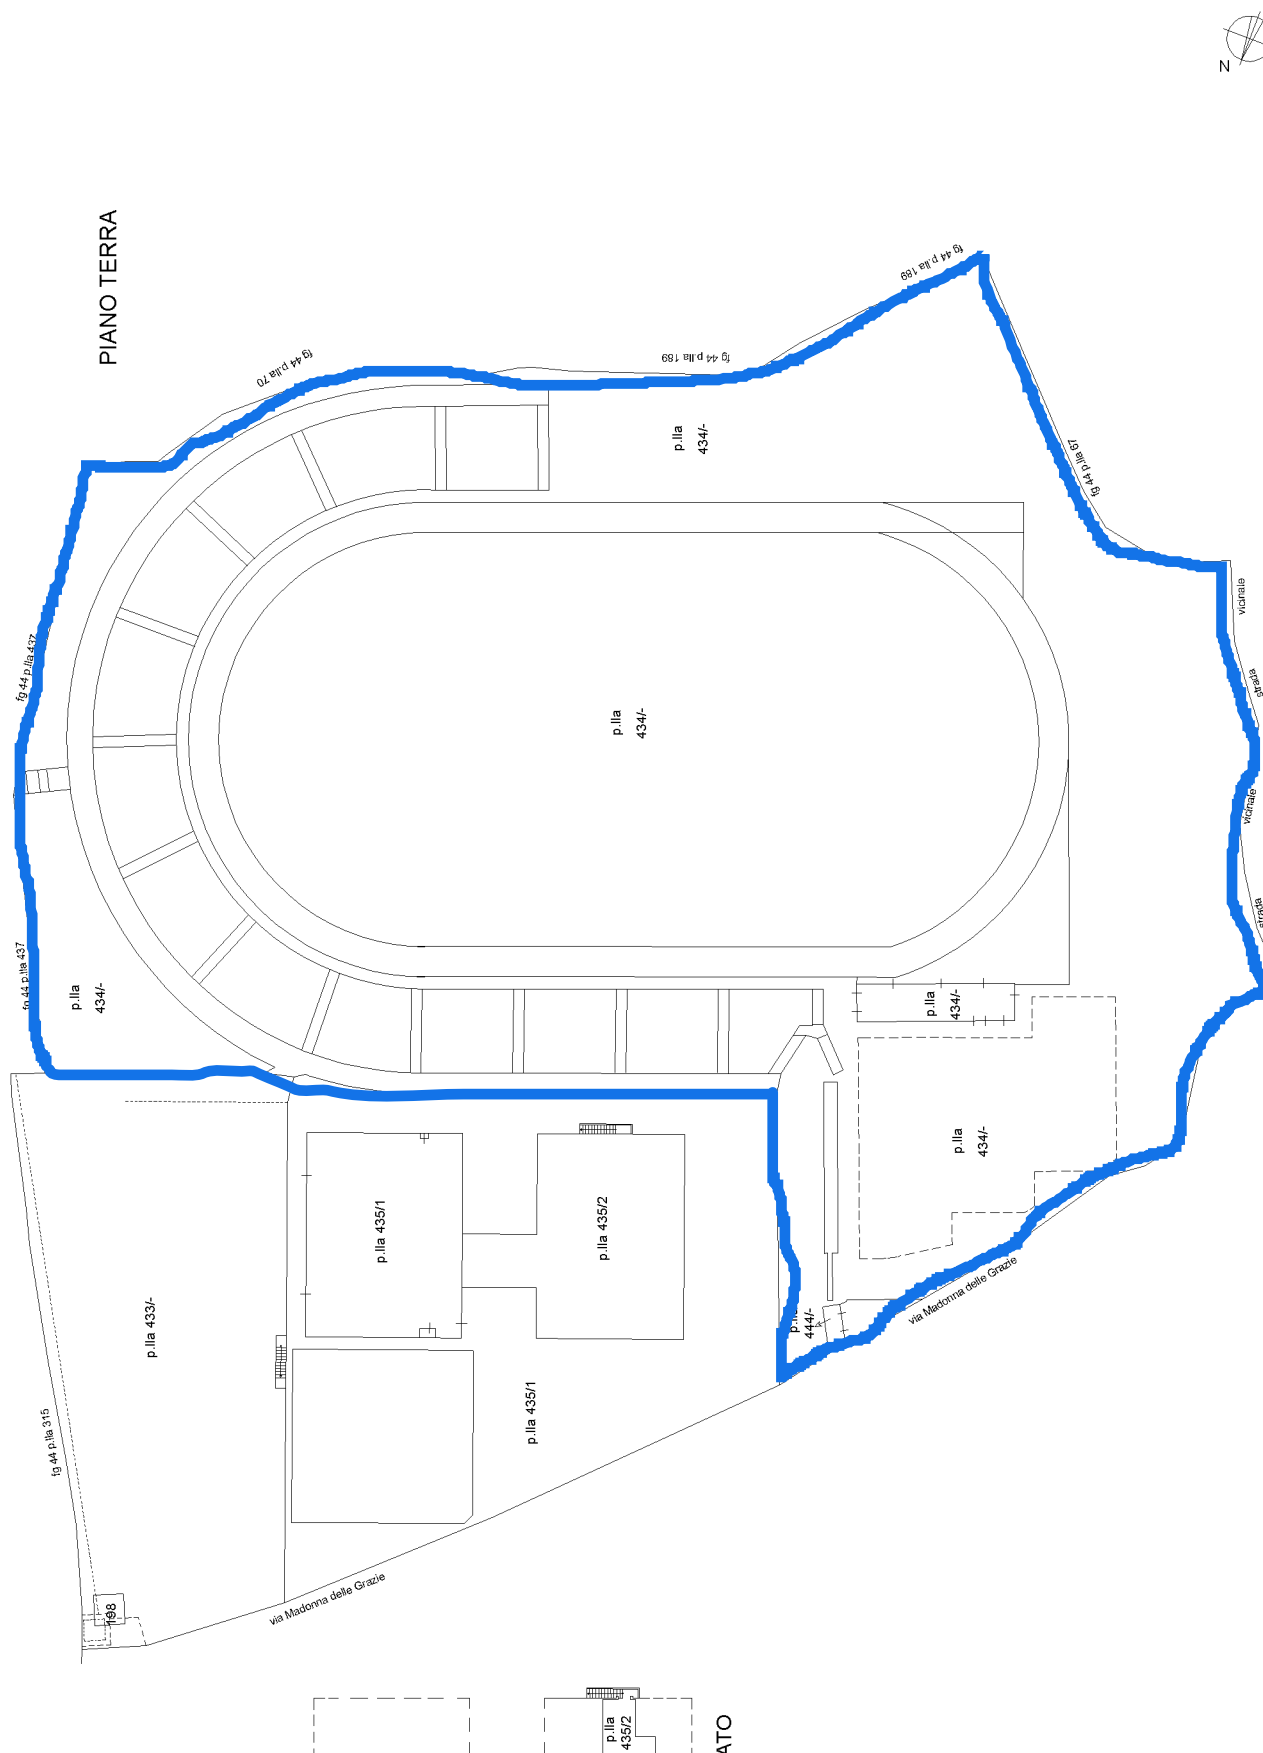 N
PIANO TERRA
fg 44 p.lla 189
fg 44 p.lla 189
fg 44 p.lla 70
p.lla
434/-
fg 44 p.lla 67
vicinale
strada
vicinale
strada
fg 44 p.lla 437
p.lla
434/-
fg 44 p.lla 437
p.lla
434/-
p.lla
434/-
p.lla
434/-
p.lla 435/1
p.lla 435/2
via Madonna delle Grazie
p.lla
444/-
p.lla 433/-
p.lla 435/1
fg 44 p.lla 315
198
via Madonna delle Grazie
p.lla
435/2